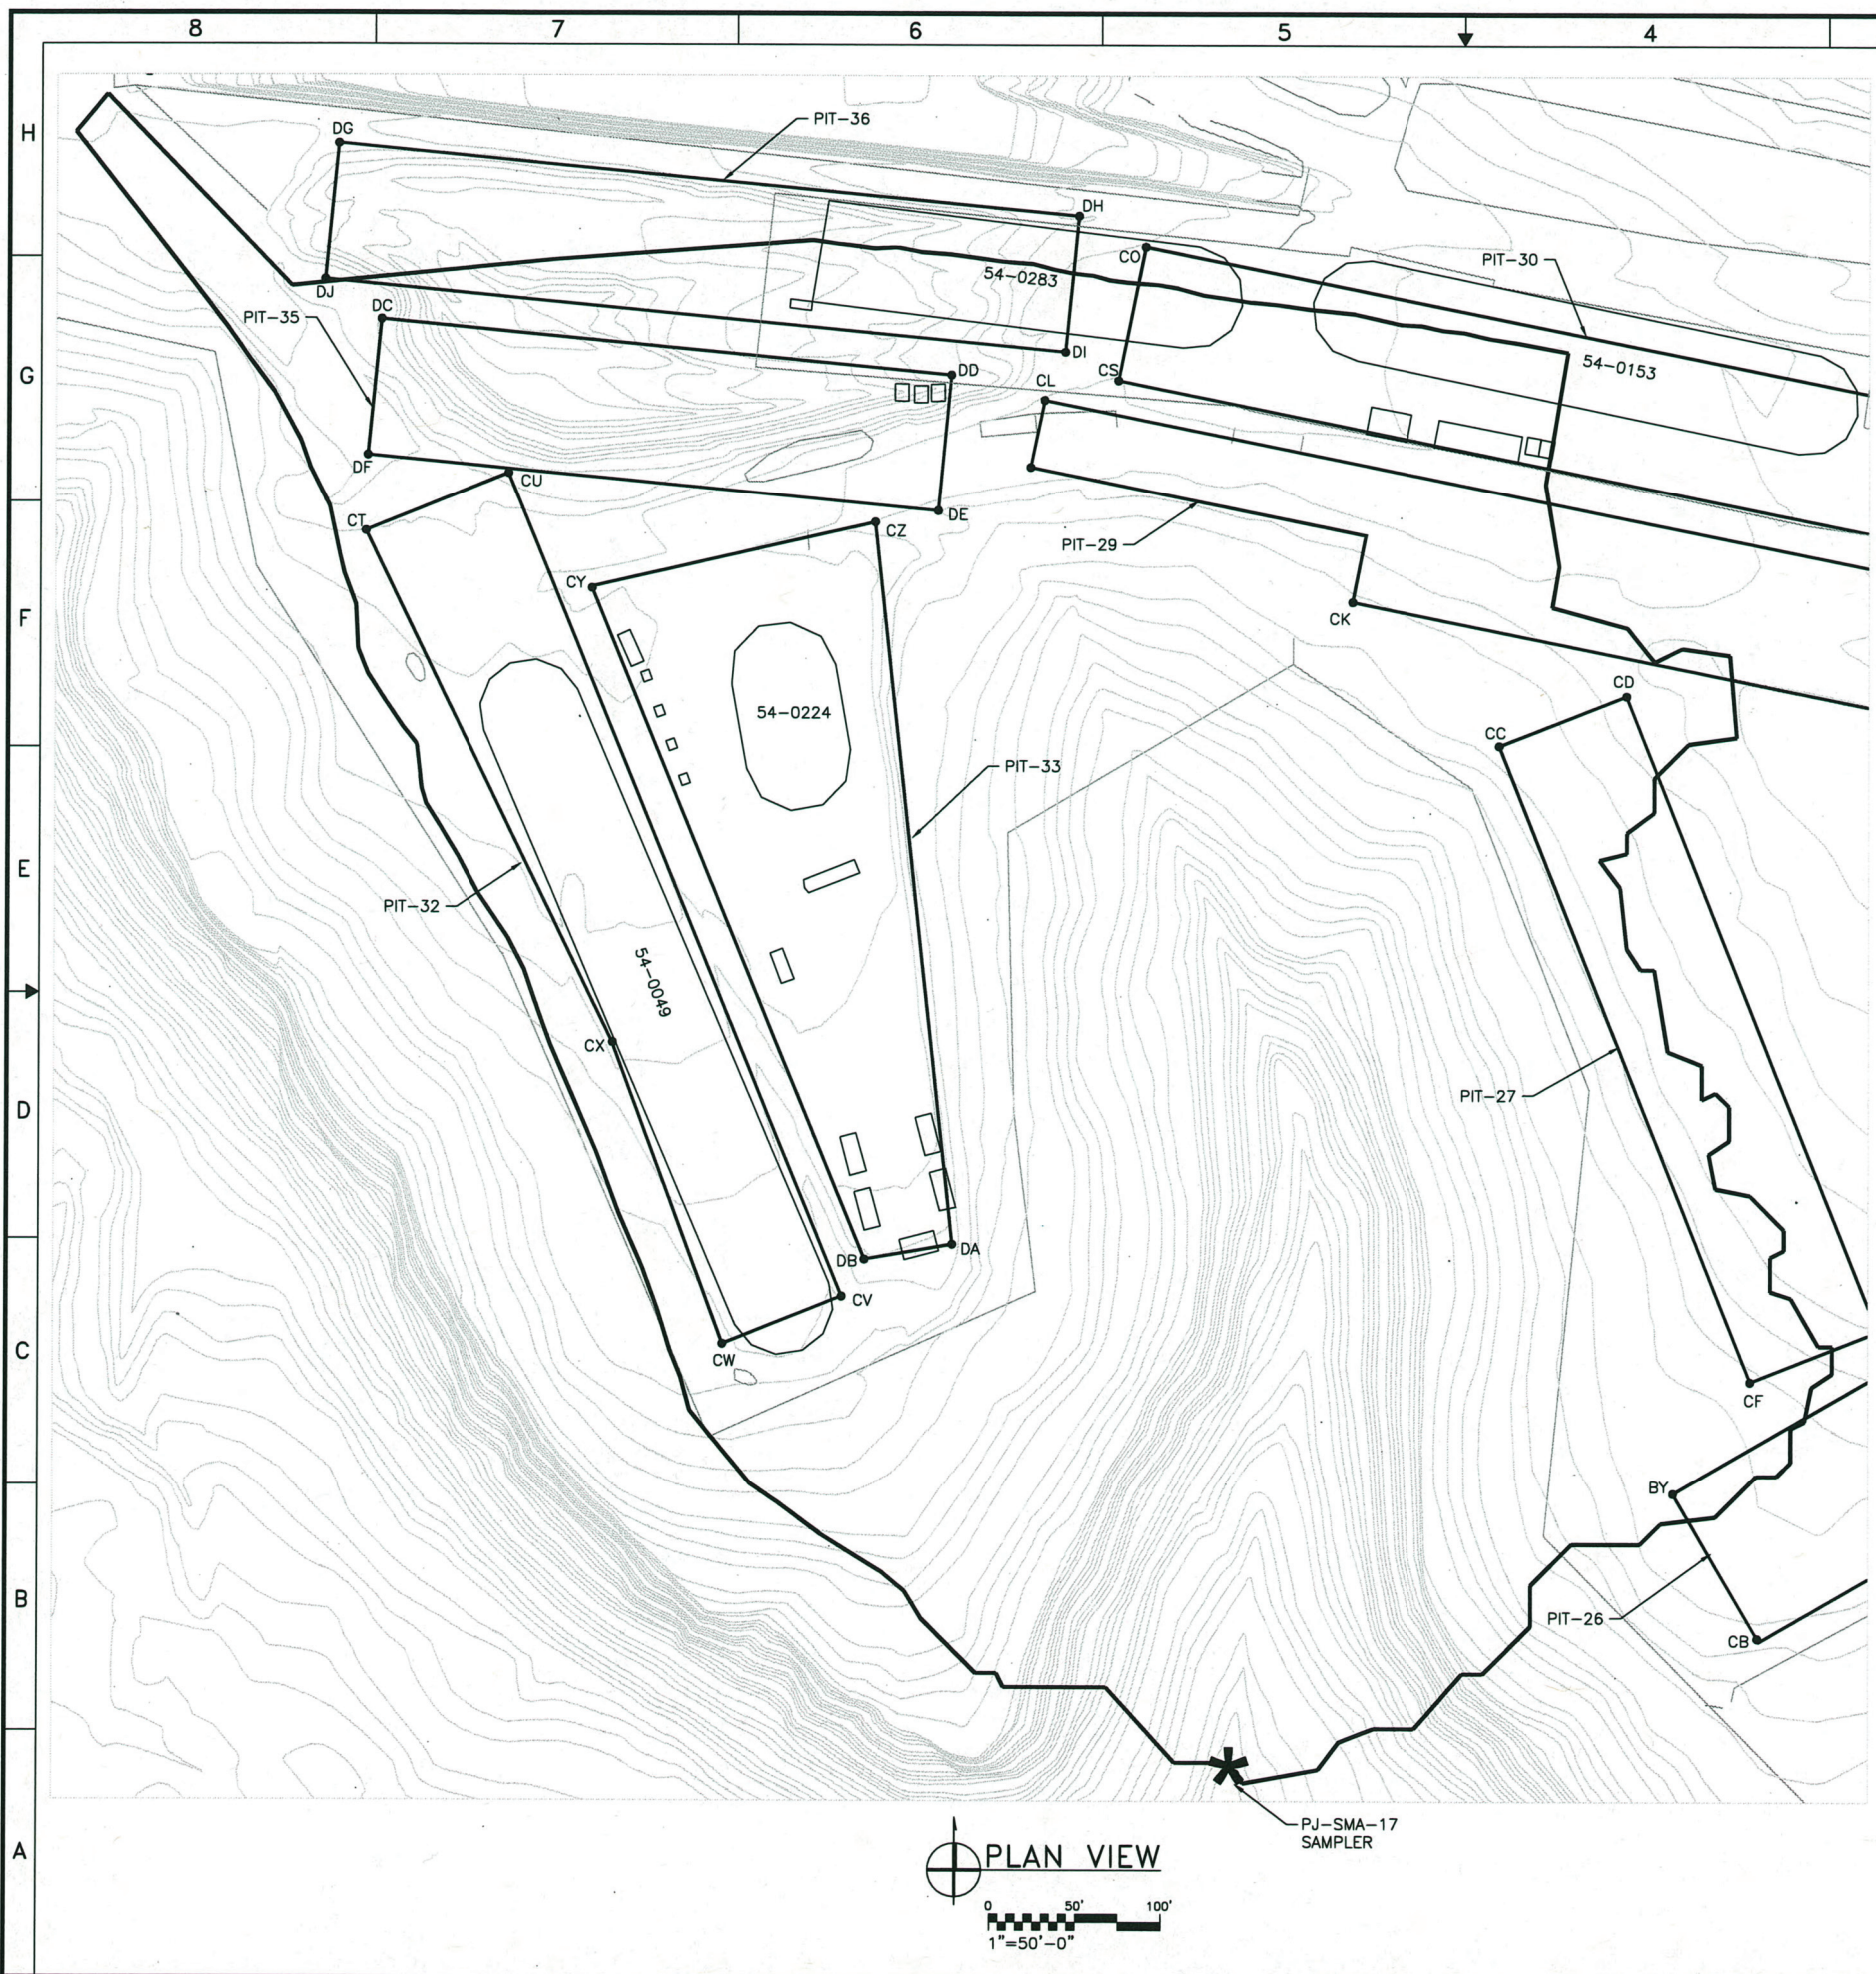 8 7 6 5 4
H
G
F
E
D
C
B
A
DG
PIT-36
DH
CO
PIT-30
54-0283
DJ
DC
PIT-35
DI
54-0153
DD
CS
CL
DF
CU
DE
CT
CZ
PIT-29
CY
CK
CD
54-0224
CC
PIT-33
PIT-32
54-0049
CX
PIT-27
DB
DA
CV
CW
CF
BY
PIT-26
CB
PJ-SMA-17
SAMPLER
PLAN VIEW
0 50' 100'
1"=50'-0"